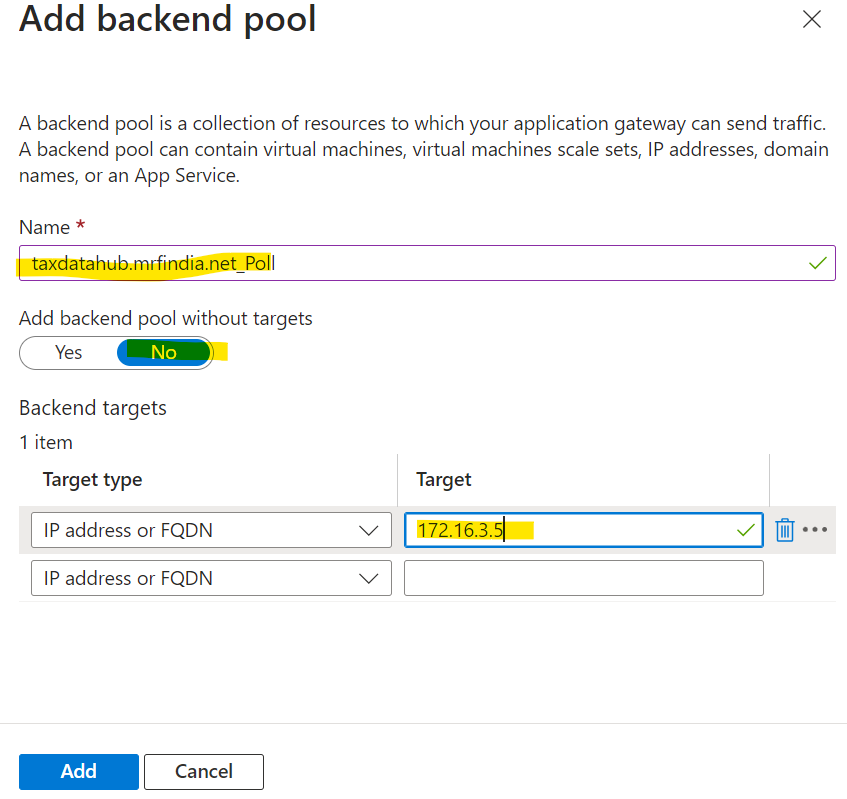 Add backend pool
A backend pool is a collection of resources to which your application gateway can send traffic.
A backend pool can contain virtual machines, virtual machines scale sets, IP addresses, domain
names, or an App Service.
Name *
taxdatahub.mrfindia.net_Poll
Add backend pool without targets
Yes No
Backend targets
1 item
Target type Target
IP address or FQDN 172.16.3.5
IP address or FQDN
Add Cancel